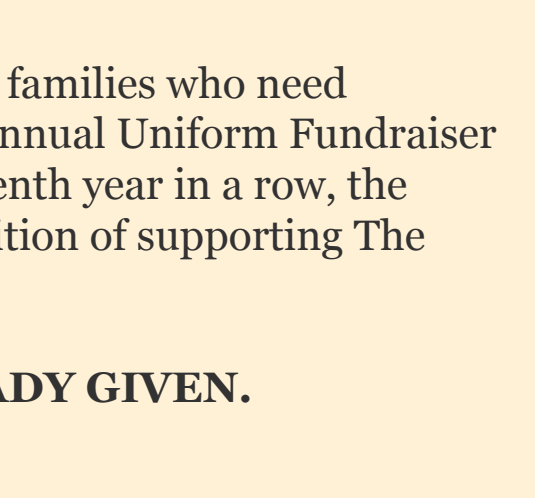 families who need
nnual Uniform Fundraiser
enth year in a row, the
ition of supporting The
ADY GIVEN.